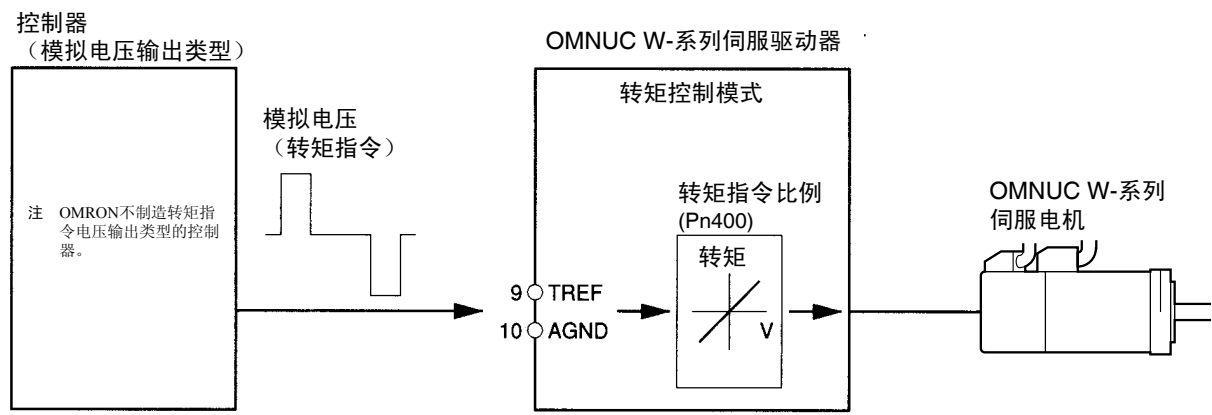 控制器
（模拟电压输出类型）
OMNUC W-系列伺服驱动器
转矩控制模式
模拟电压
（转矩指令）
注 OMRON不制造转矩指
令电压输出类型的控制
器。
转矩指令比例
(Pn400)
转矩
V
9 TREF
10 AGND
OMNUC W-系列
伺服电机